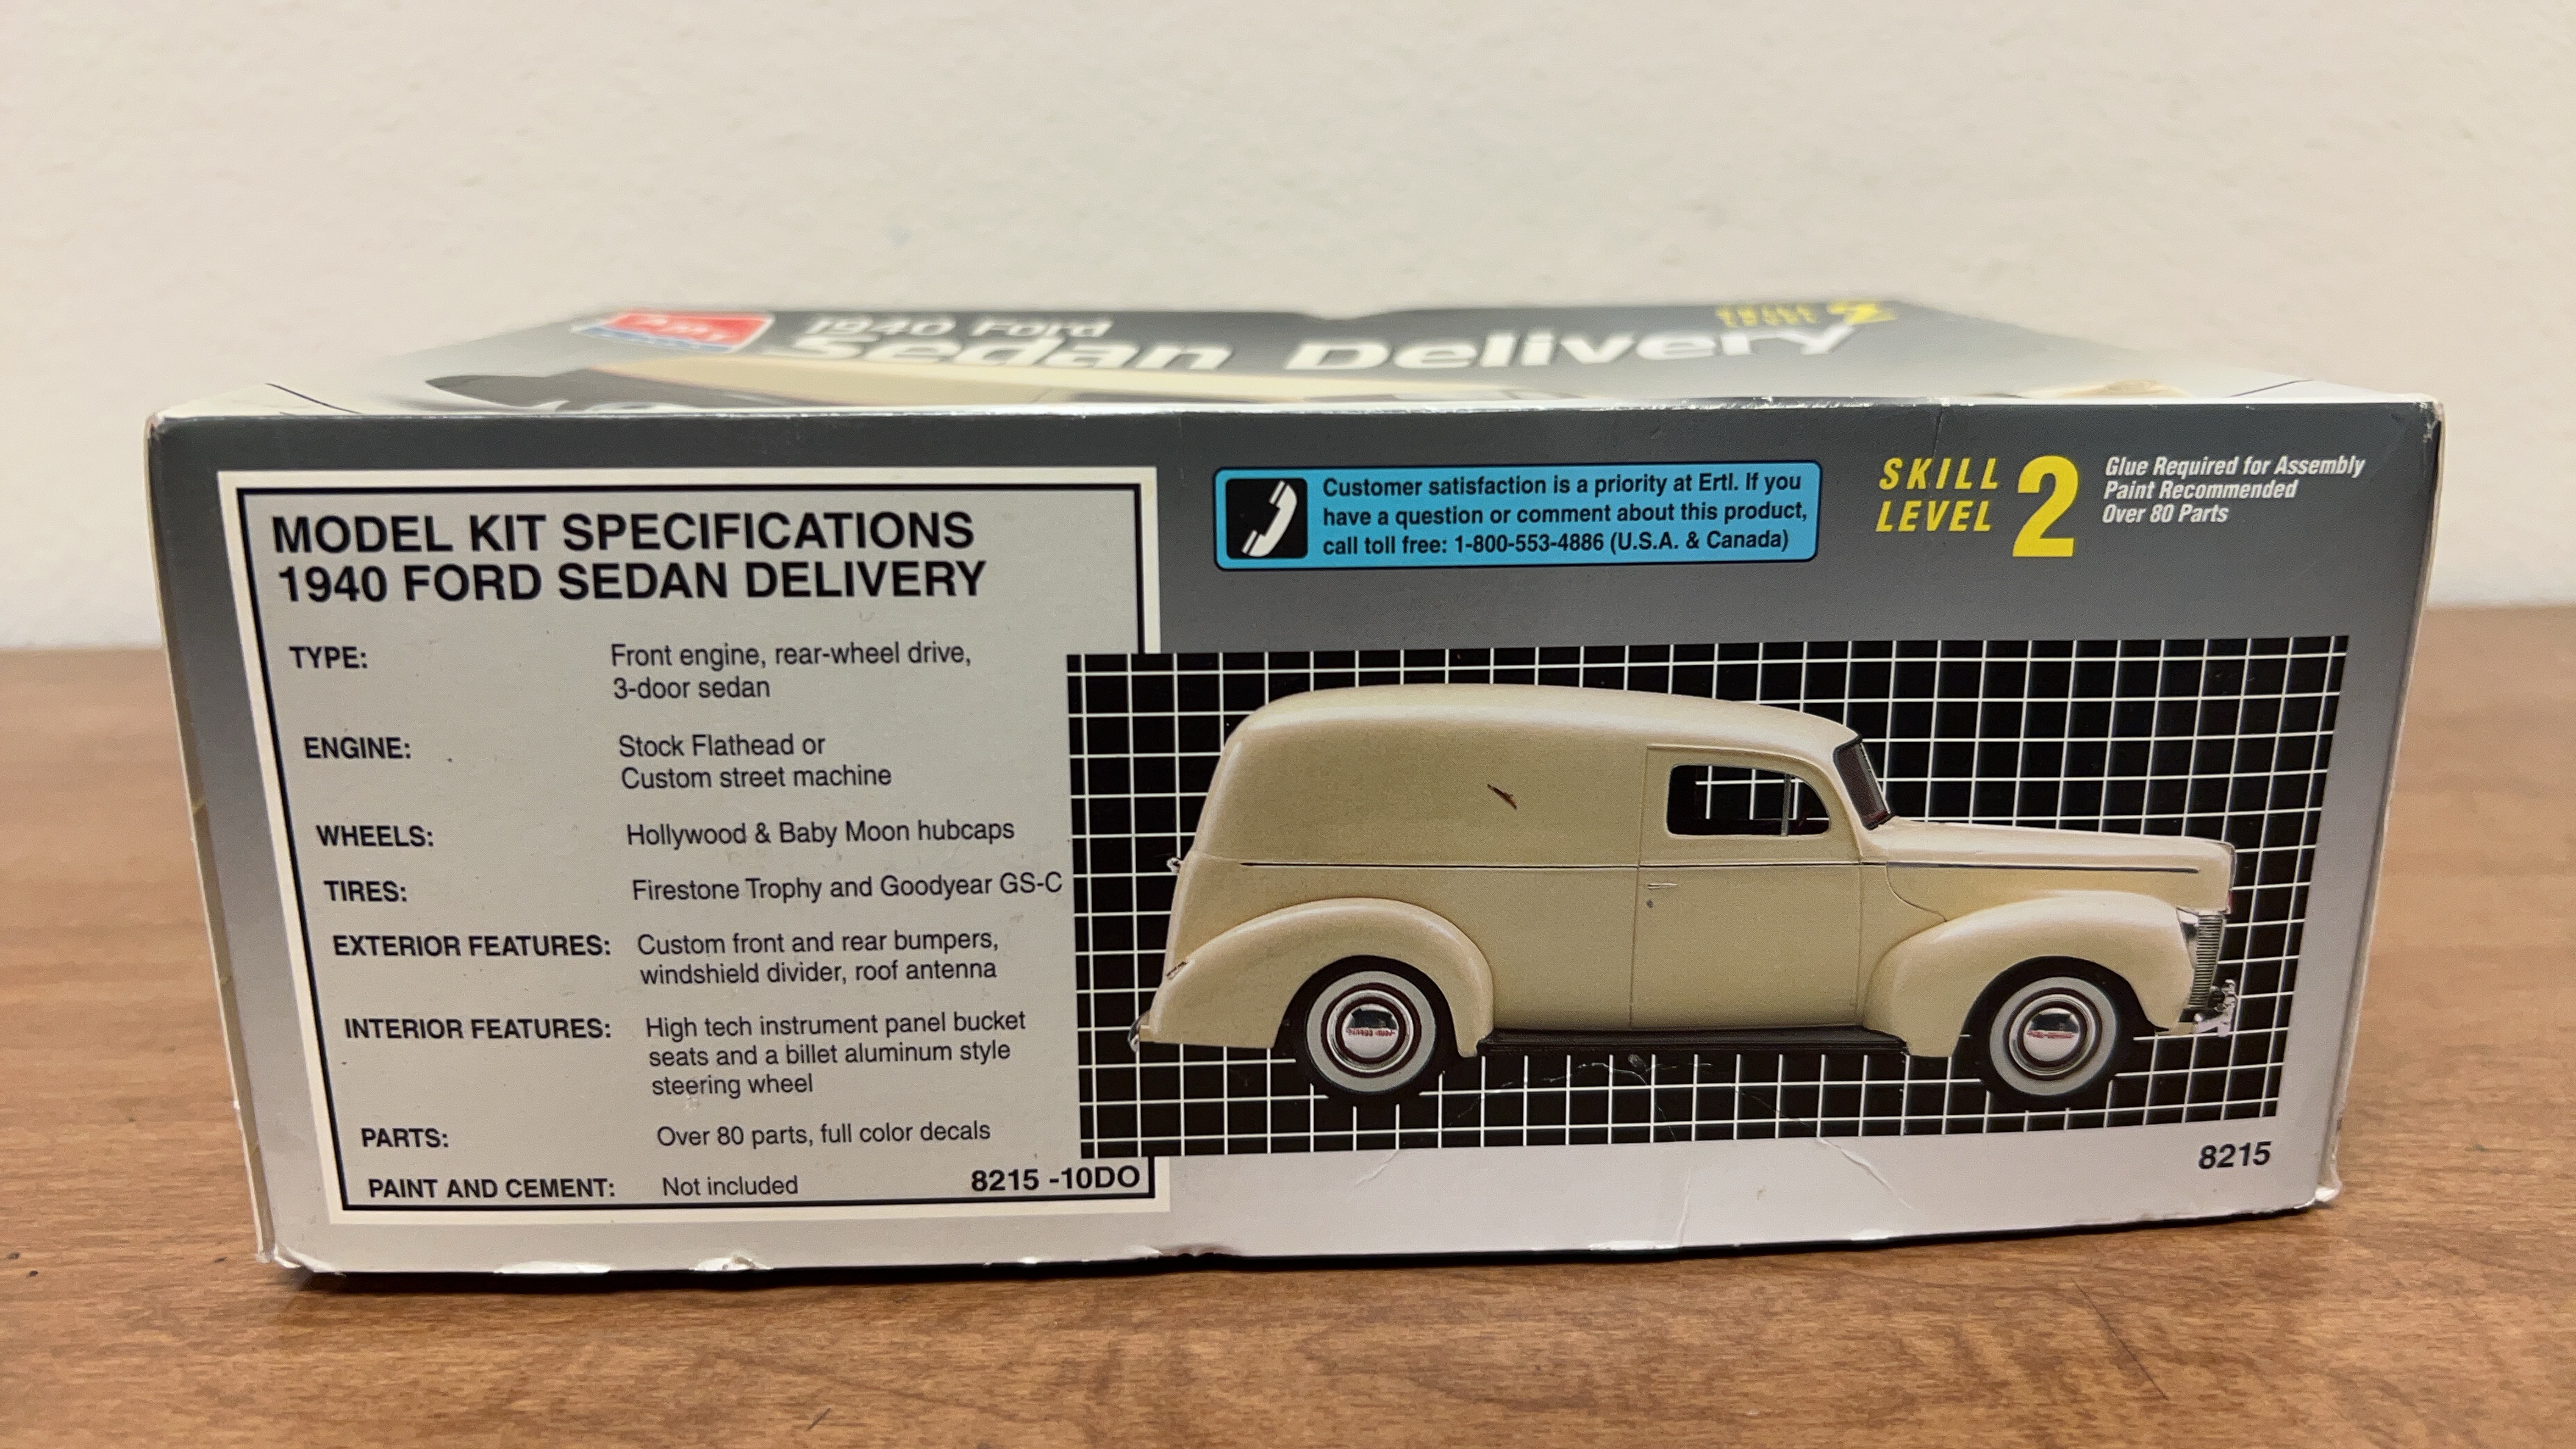 AMT
1940 Ford
Sedan Delivery
SKILL
LEVEL 2
MODEL KIT SPECIFICATIONS
1940 FORD SEDAN DELIVERY
TYPE: Front engine, rear-wheel drive,
3-door sedan
ENGINE: Stock Flathead or
Custom street machine
WHEELS: Hollywood & Baby Moon hubcaps
TIRES: Firestone Trophy and Goodyear GS-C
EXTERIOR FEATURES: Custom front and rear bumpers,
windshield divider, roof antenna
INTERIOR FEATURES: High tech instrument panel bucket
seats and a billet aluminum style
steering wheel
PARTS: Over 80 parts, full color decals
PAINT AND CEMENT: Not included
8215 -10DO
Customer satisfaction is a priority at Ertl. If you
have a question or comment about this product,
call toll free: 1-800-553-4886 (U.S.A. & Canada)
SKILL
LEVEL 2
Glue Required for Assembly
Paint Recommended
Over 80 Parts
8215